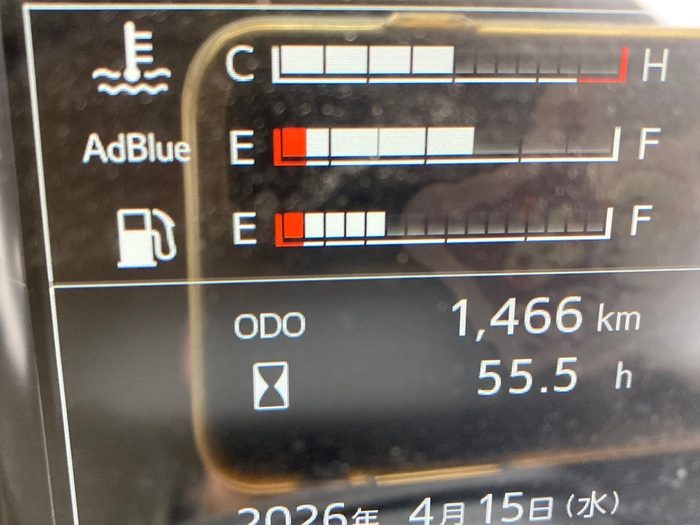 C H
AdBlue E F
E F
ODO 1,466 km
55.5 h
2026年 4月 15日 (水)